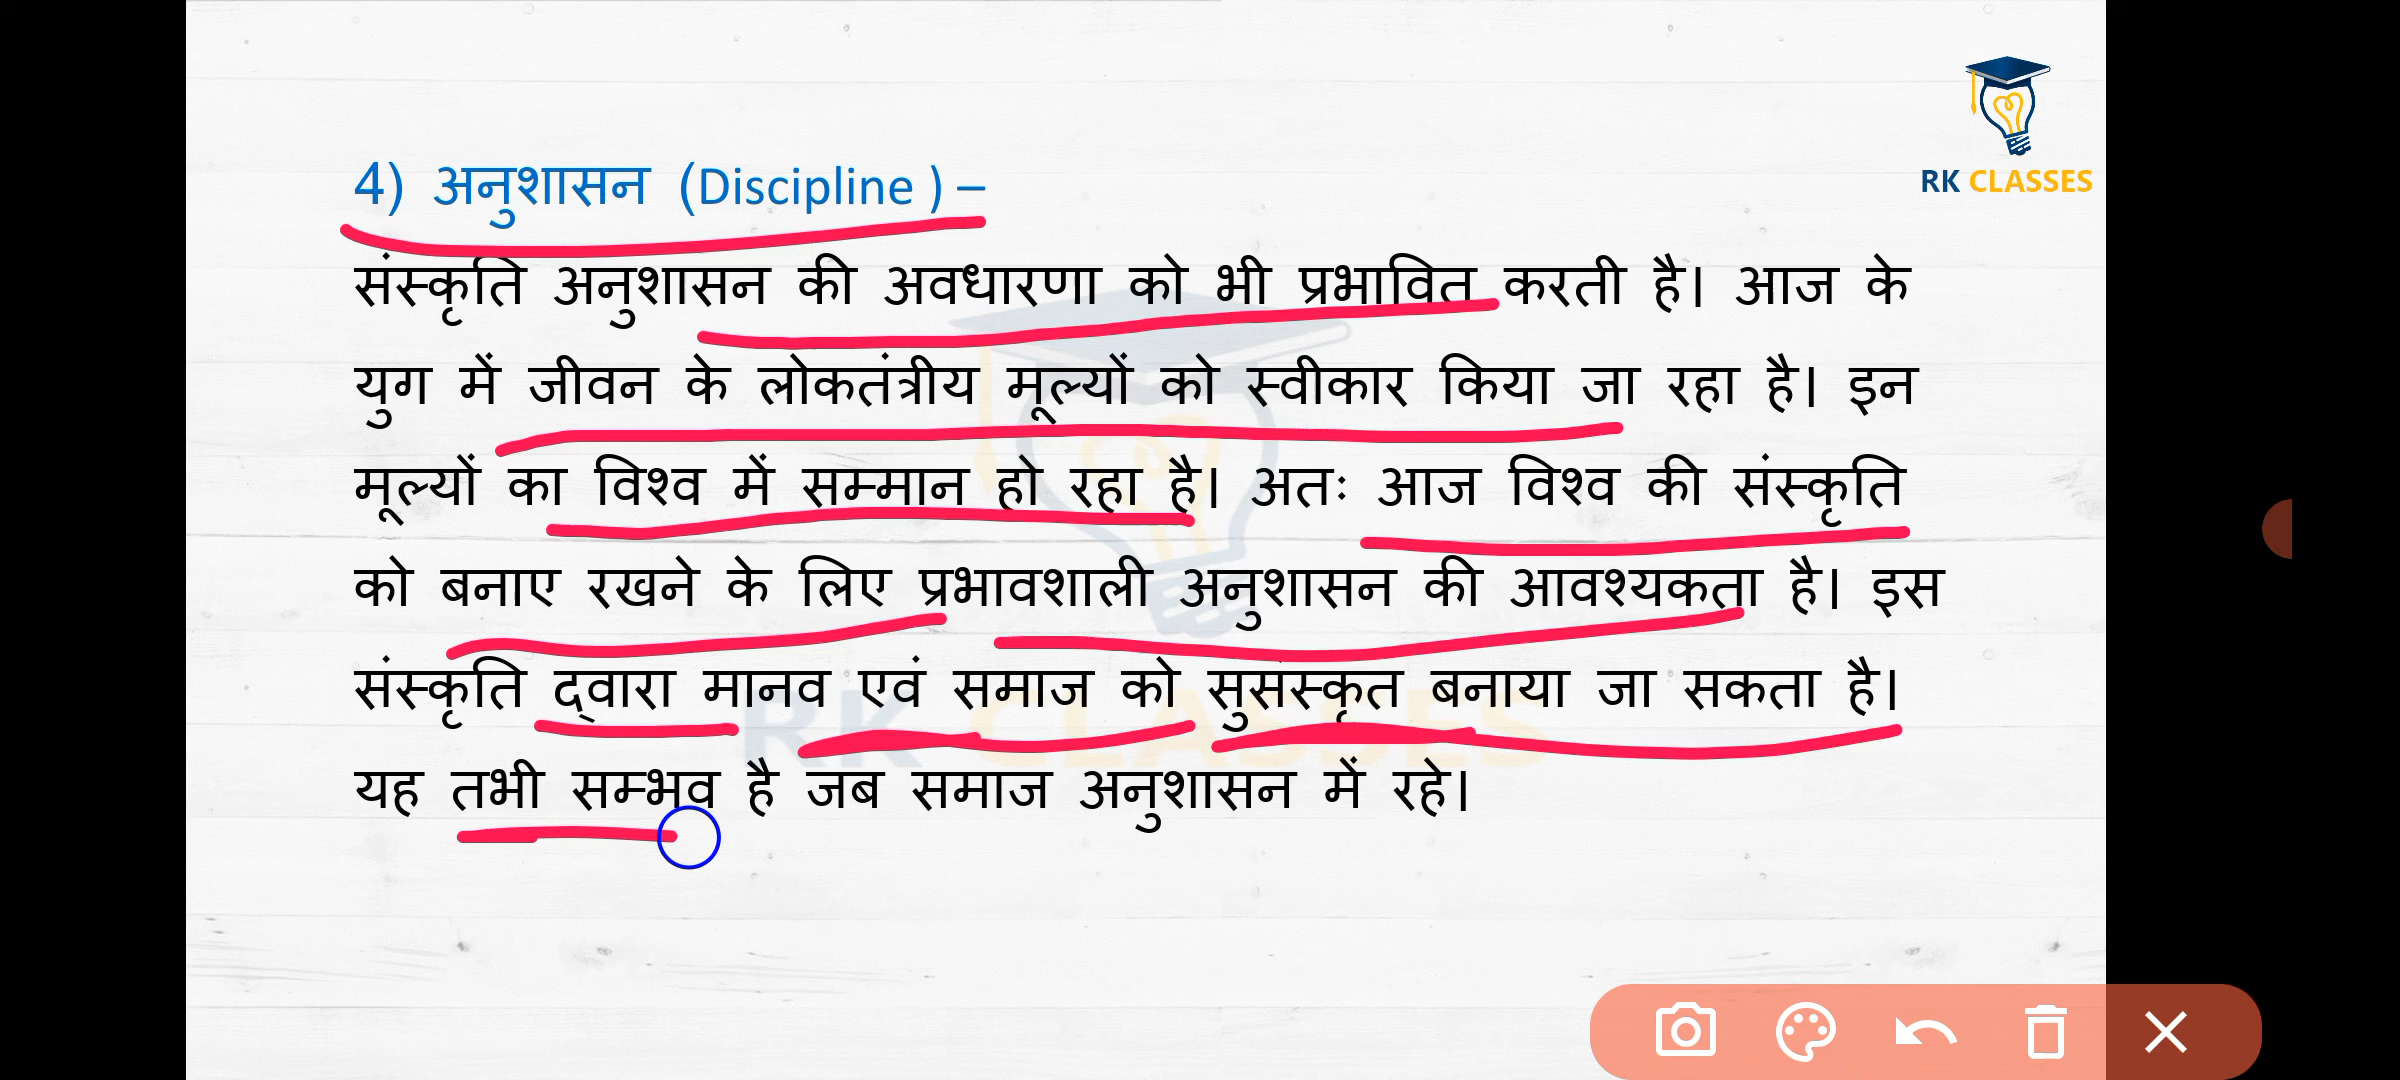 RK CLASSES
4) अनुशासन (Discipline ) –
संस्कृति अनुशासन की अवधारणा को भी प्रभावित करती है। आज के
युग में जीवन के लोकतंत्रीय मूल्यों को स्वीकार किया जा रहा है। इन
मूल्यों का विश्व में सम्मान हो रहा है। अतः आज विश्व की संस्कृति
को बनाए रखने के लिए प्रभावशाली अनुशासन की आवश्यकता है। इस
संस्कृति द्वारा मानव एवं समाज को सुसंस्कृत बनाया जा सकता है।
यह तभी सम्भव है जब समाज अनुशासन में रहे।
RK CLASSES